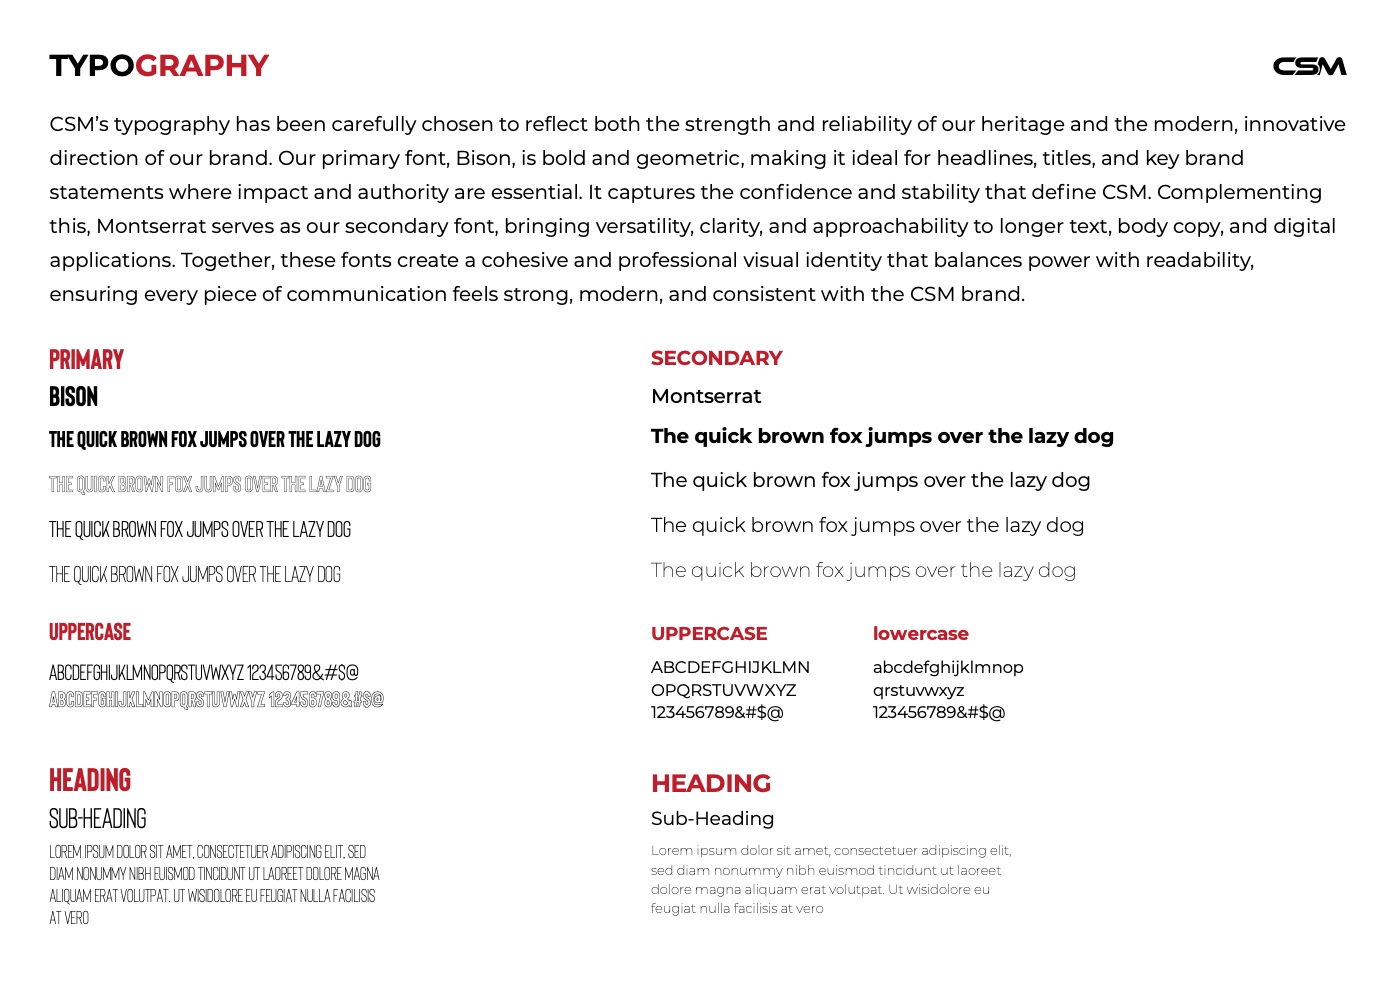 TYPOGRAPHY
CSM
CSM’s typography has been carefully chosen to reflect both the strength and reliability of our heritage and the modern, innovative
direction of our brand. Our primary font, Bison, is bold and geometric, making it ideal for headlines, titles, and key brand
statements where impact and authority are essential. It captures the confidence and stability that define CSM. Complementing
this, Montserrat serves as our secondary font, bringing versatility, clarity, and approachability to longer text, body copy, and digital
applications. Together, these fonts create a cohesive and professional visual identity that balances power with readability,
ensuring every piece of communication feels strong, modern, and consistent with the CSM brand.
PRIMARY
BISON
THE QUICK BROWN FOX JUMPS OVER THE LAZY DOG
THE QUICK BROWN FOX JUMPS OVER THE LAZY DOG
THE QUICK BROWN FOX JUMPS OVER THE LAZY DOG
THE QUICK BROWN FOX JUMPS OVER THE LAZY DOG
UPPERCASE
ABCDEFGHIJKLMNOPQRSTUVWXYZ 123456789&#$@
ABCDEFGHIJKLMNOPQRSTUVWXYZ 123456789&#$@
HEADING
SUB-HEADING
LOREM IPSUM DOLOR SIT AMET, CONSECTETUER ADIPISCING ELIT, SED
DIAM NONUMMY NIBH EUISMOD TINCIDUNT UT LAOREET DOLORE MAGNA
ALIQUAM ERAT VOLUTPAT. UT WISIDOLORE EU FEUGIAT NULLA FACILISIS
AT VERO
SECONDARY
Montserrat
The quick brown fox jumps over the lazy dog
The quick brown fox jumps over the lazy dog
The quick brown fox jumps over the lazy dog
The quick brown fox jumps over the lazy dog
UPPERCASE
ABCDEFGHIJKLMN
OPQRSTUVWXYZ
123456789&#$@
lowercase
abcdefghijklmnop
qrstuvwxyz
123456789&#$@
HEADING
Sub-Heading
Lorem ipsum dolor sit amet, consectetuer adipiscing elit,
sed diam nonummy nibh euismod tincidunt ut laoreet
dolore magna aliquam erat volutpat. Ut wisidolore eu
feugiat nulla facilisis at vero